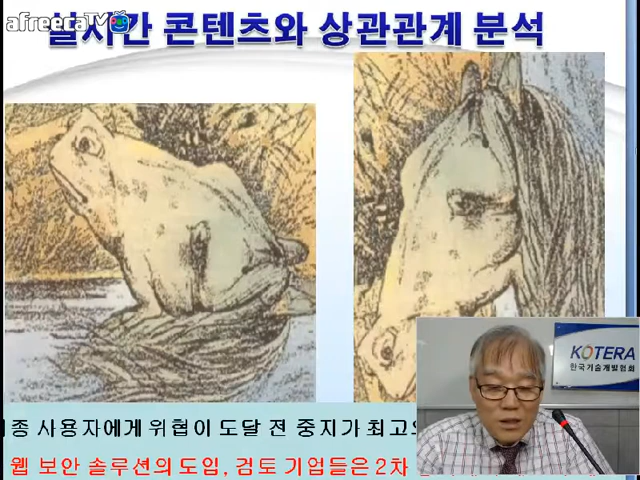 afreecaTV
실시간 콘텐츠와 상관관계 분석
KOTERA
한국기술개발협회
종 사용자에게 위협이 도달 전 중지가 최고의
웹 보안 솔루션의 도입, 검토 기업들은 2차